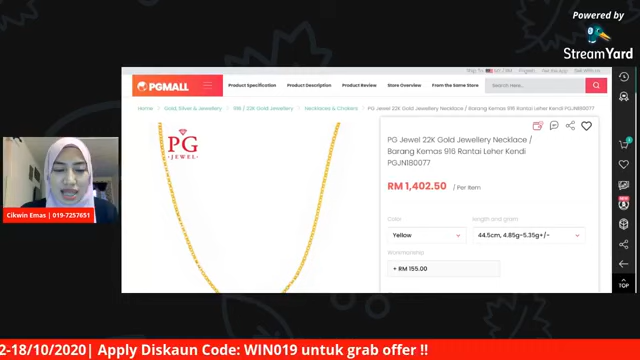 Powered by
StreamYard
PGMALL
Product Specification
Product Description
Product Review
Store Overview
From the Same Store
Search Here...
Home
Gold, Silver & Jewellery
916 / 22K Gold Jewellery
Necklaces & Chokers
PG Jewel 22K Gold Jewellery Necklace / Borang Kemas 916 Rantai Leher Kendi PGJN180077
PG
JEWEL
PG Jewel 22K Gold Jewellery Necklace /
Borang Kemas 916 Rantai Leher Kendi
PGJN180077
RM 1,402.50 / Per Item
Color
length and gram
Yellow
44.5cm, 4.85g-5.35g+/-
Workmanship
+ RM 155.00
TOP
Cikwin Emas | 019-7257651
2-18/10/2020| Apply Diskaun Code: WIN019 untuk grab offer !!